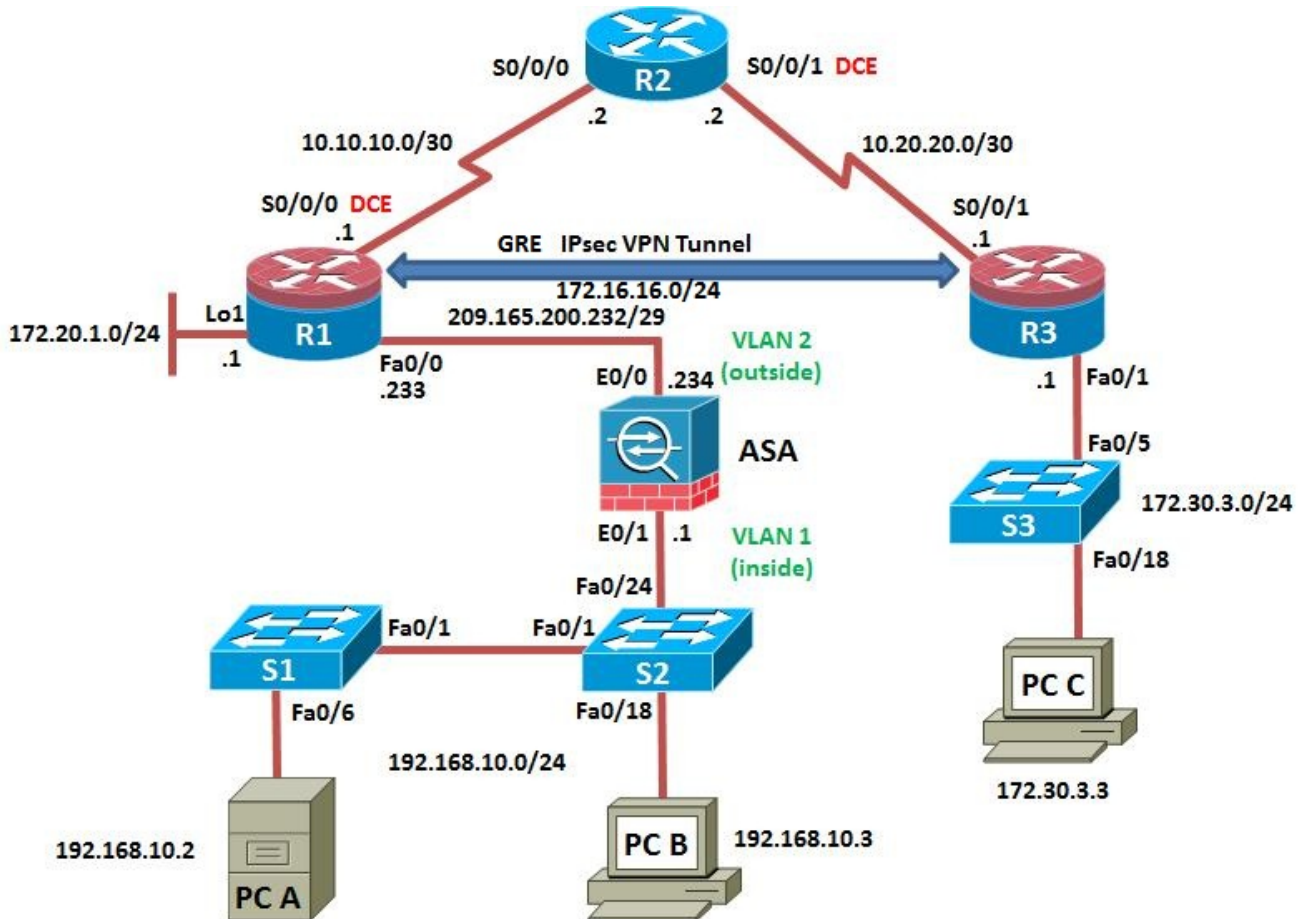 S0/0/0
R2
S0/0/1 DCE
.2
.2
10.10.10.0/30
10.20.20.0/30
S0/0/0 DCE
.1
S0/0/1
.1
GRE IPsec VPN Tunnel
172.16.16.0/24
172.20.1.0/24
Lo1
.1
R1
209.165.200.232/29
Fa0/0
.233
VLAN 2
(outside)
E0/0
.234
R3
.1
Fa0/1
ASA
Fa0/5
S3
172.30.3.0/24
E0/1
.1
VLAN 1
(inside)
Fa0/18
Fa0/24
S1
Fa0/1
Fa0/1
S2
Fa0/6
Fa0/18
192.168.10.0/24
PC C
172.30.3.3
192.168.10.2
PC A
PC B
192.168.10.3